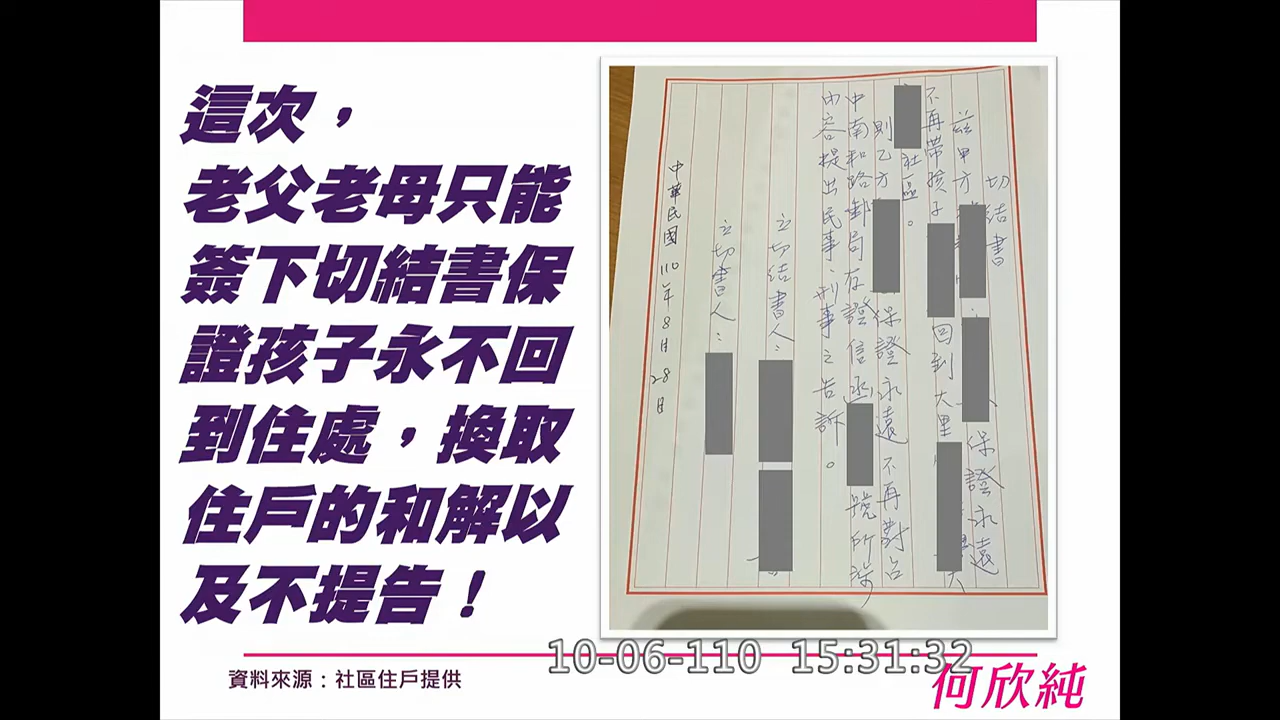 這次，
老父老母只能
簽下切結書保
證孩子永不回
到住處，換取
住戶的和解以
及不提告！
切結書
茲甲方
保證永遠
不再帶孩子
回到大里
社區。
則乙方
保證永遠不再對台
中南和路郵局存證信函
號所涉
內容提出民事、刑事之告訴。
立切結書人：
立切書人：
中華民國110年8月28日
資料來源：社區住戶提供
10-06-110 15:31:32
何欣純